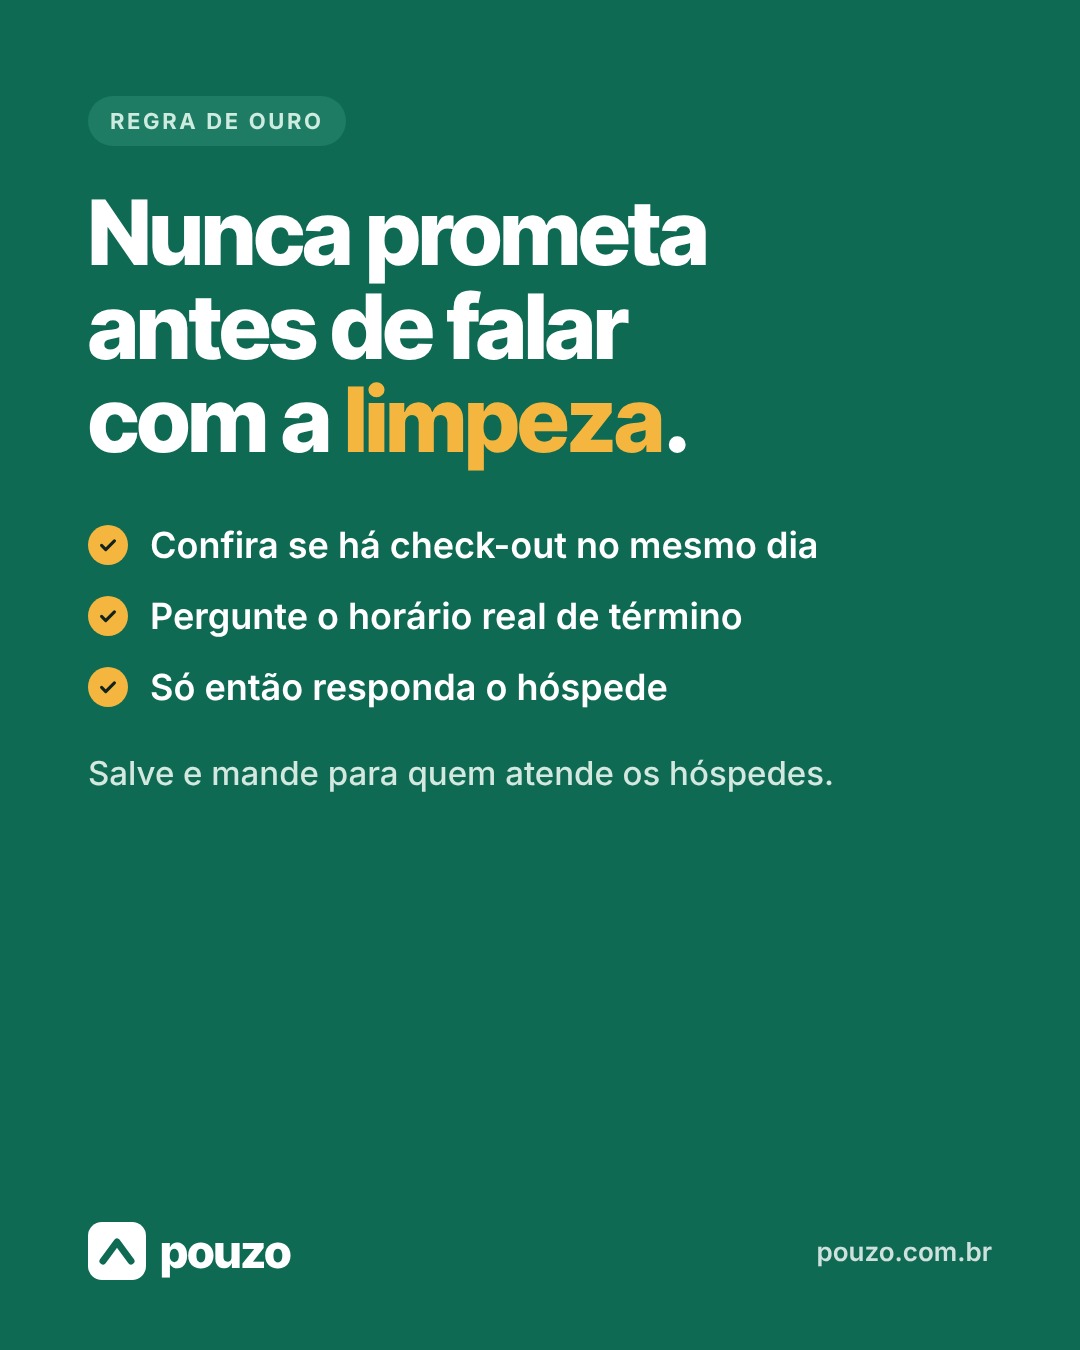 REGRA DE OURO
Nunca prometa
antes de falar
com a limpeza.
Confira se há check-out no mesmo dia
Pergunte o horário real de término
Só então responda o hóspede
Salve e mande para quem atende os hóspedes.
pouzo
pouzo.com.br